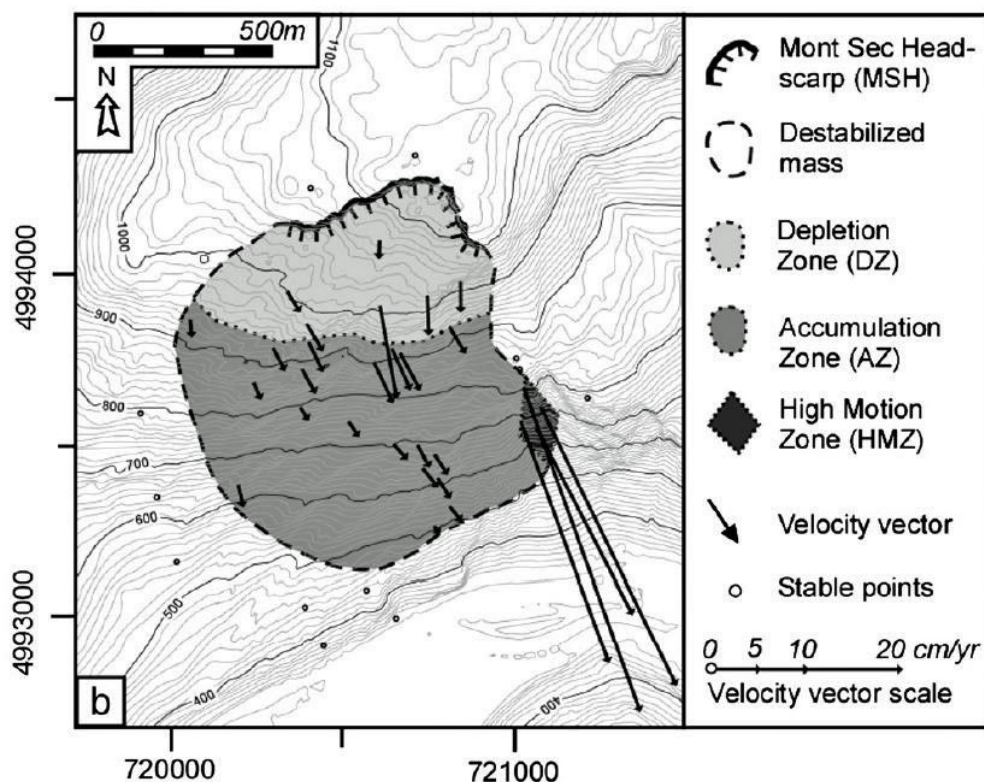 0 500m
N
1100
1000
900
800
700
600
500
400
400
4994000
4993000
720000 721000
b
Mont Sec Head-
scarp (MSH)
Destabilized
mass
Depletion
Zone (DZ)
Accumulation
Zone (AZ)
High Motion
Zone (HMZ)
Velocity vector
Stable points
0 5 10 20 cm/yr
Velocity vector scale